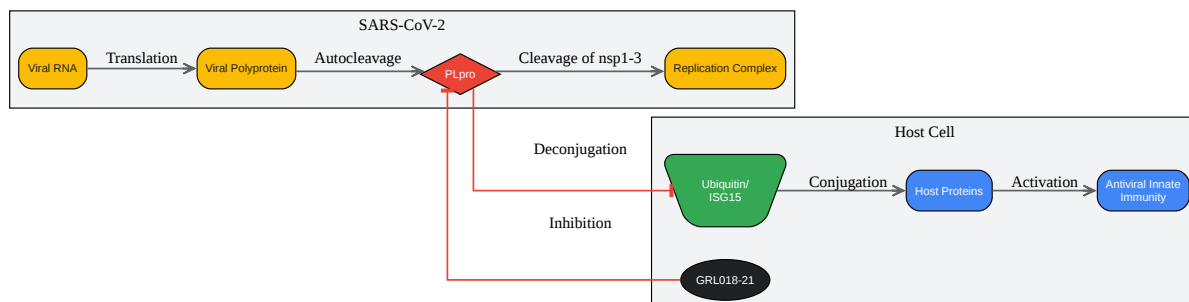 SARS-CoV-2
Viral RNA
Translation
Viral Polyprotein
Autocleavage
PLpro
Cleavage of nsp1-3
Replication Complex
Host Cell
Deconjugation
Ubiquitin/
ISG15
Conjugation
Host Proteins
Activation
Antiviral Innate
Immunity
Inhibition
GRL018-21